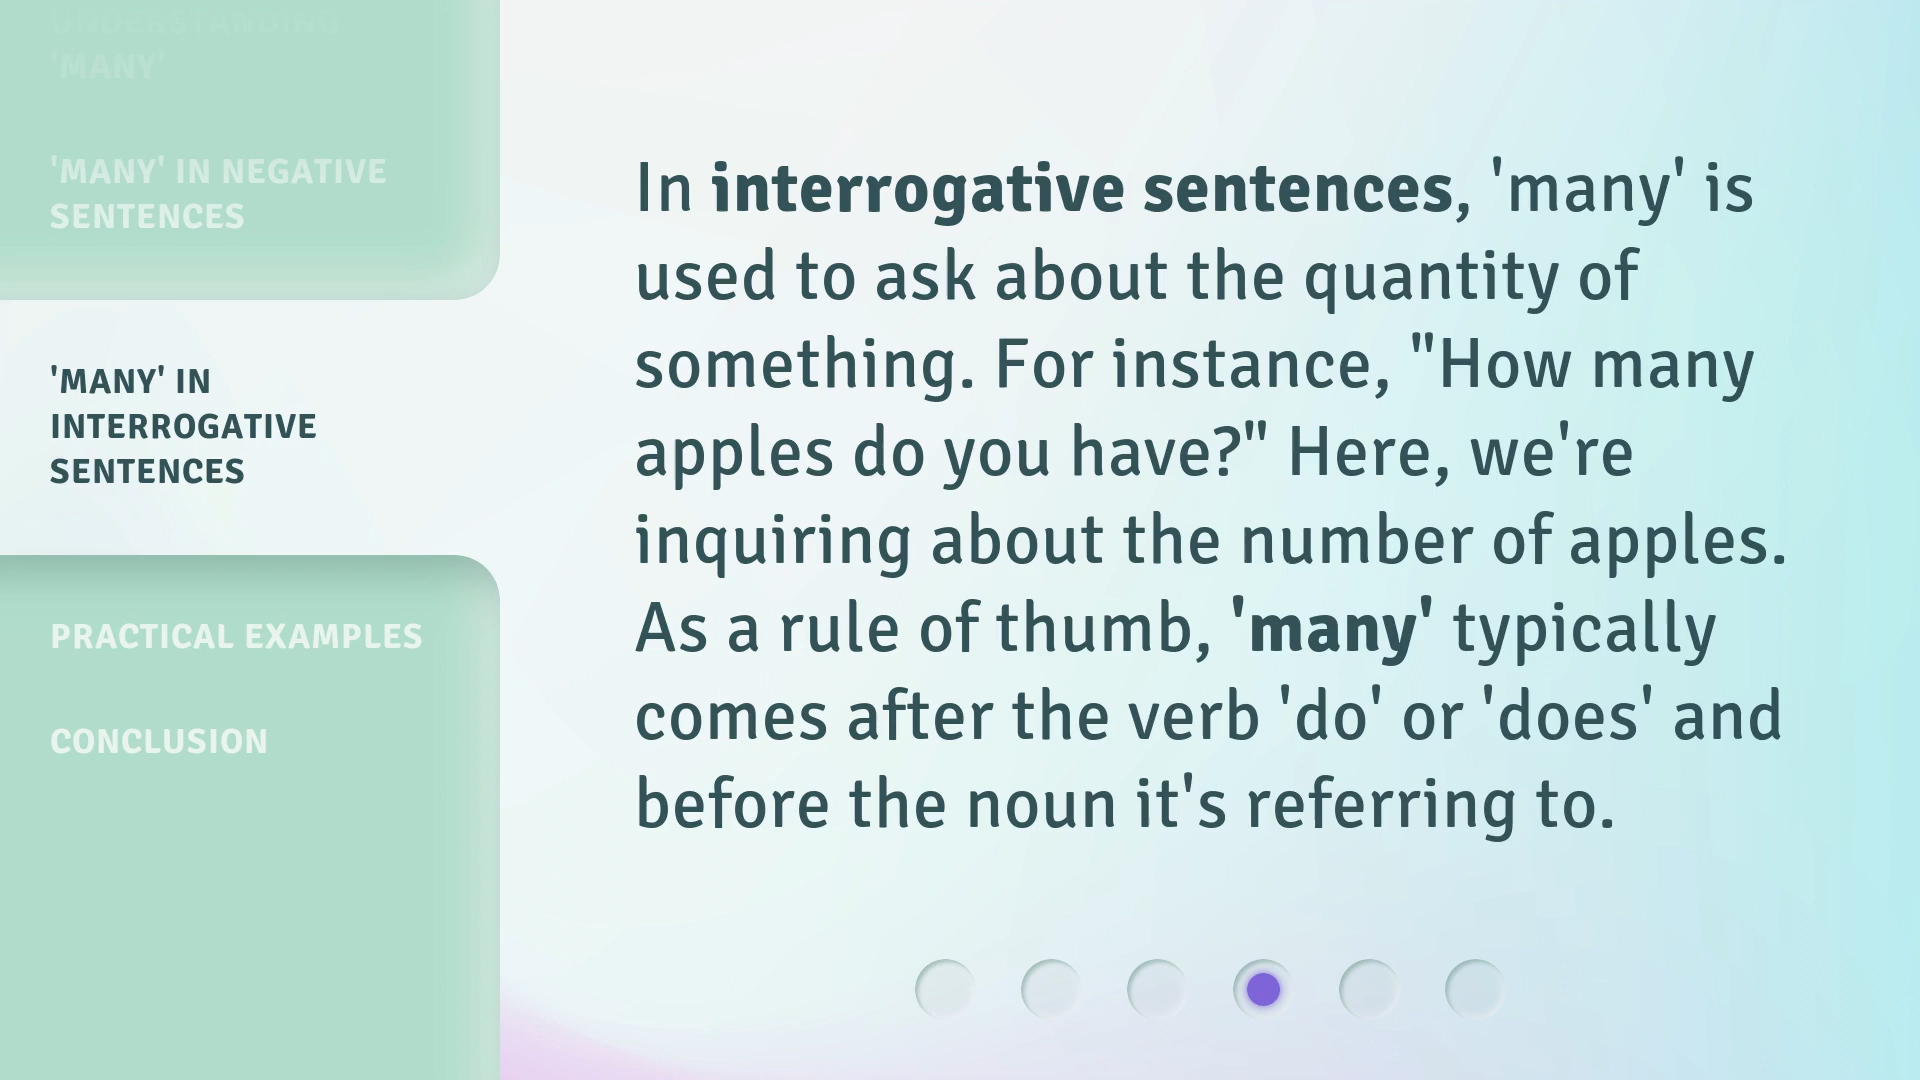 UNDERSTANDING
'MANY'
'MANY' IN NEGATIVE
SENTENCES
'MANY' IN
INTERROGATIVE
SENTENCES
PRACTICAL EXAMPLES
CONCLUSION
In interrogative sentences, 'many' is
used to ask about the quantity of
something. For instance, "How many
apples do you have?" Here, we're
inquiring about the number of apples.
As a rule of thumb, 'many' typically
comes after the verb 'do' or 'does' and
before the noun it's referring to.